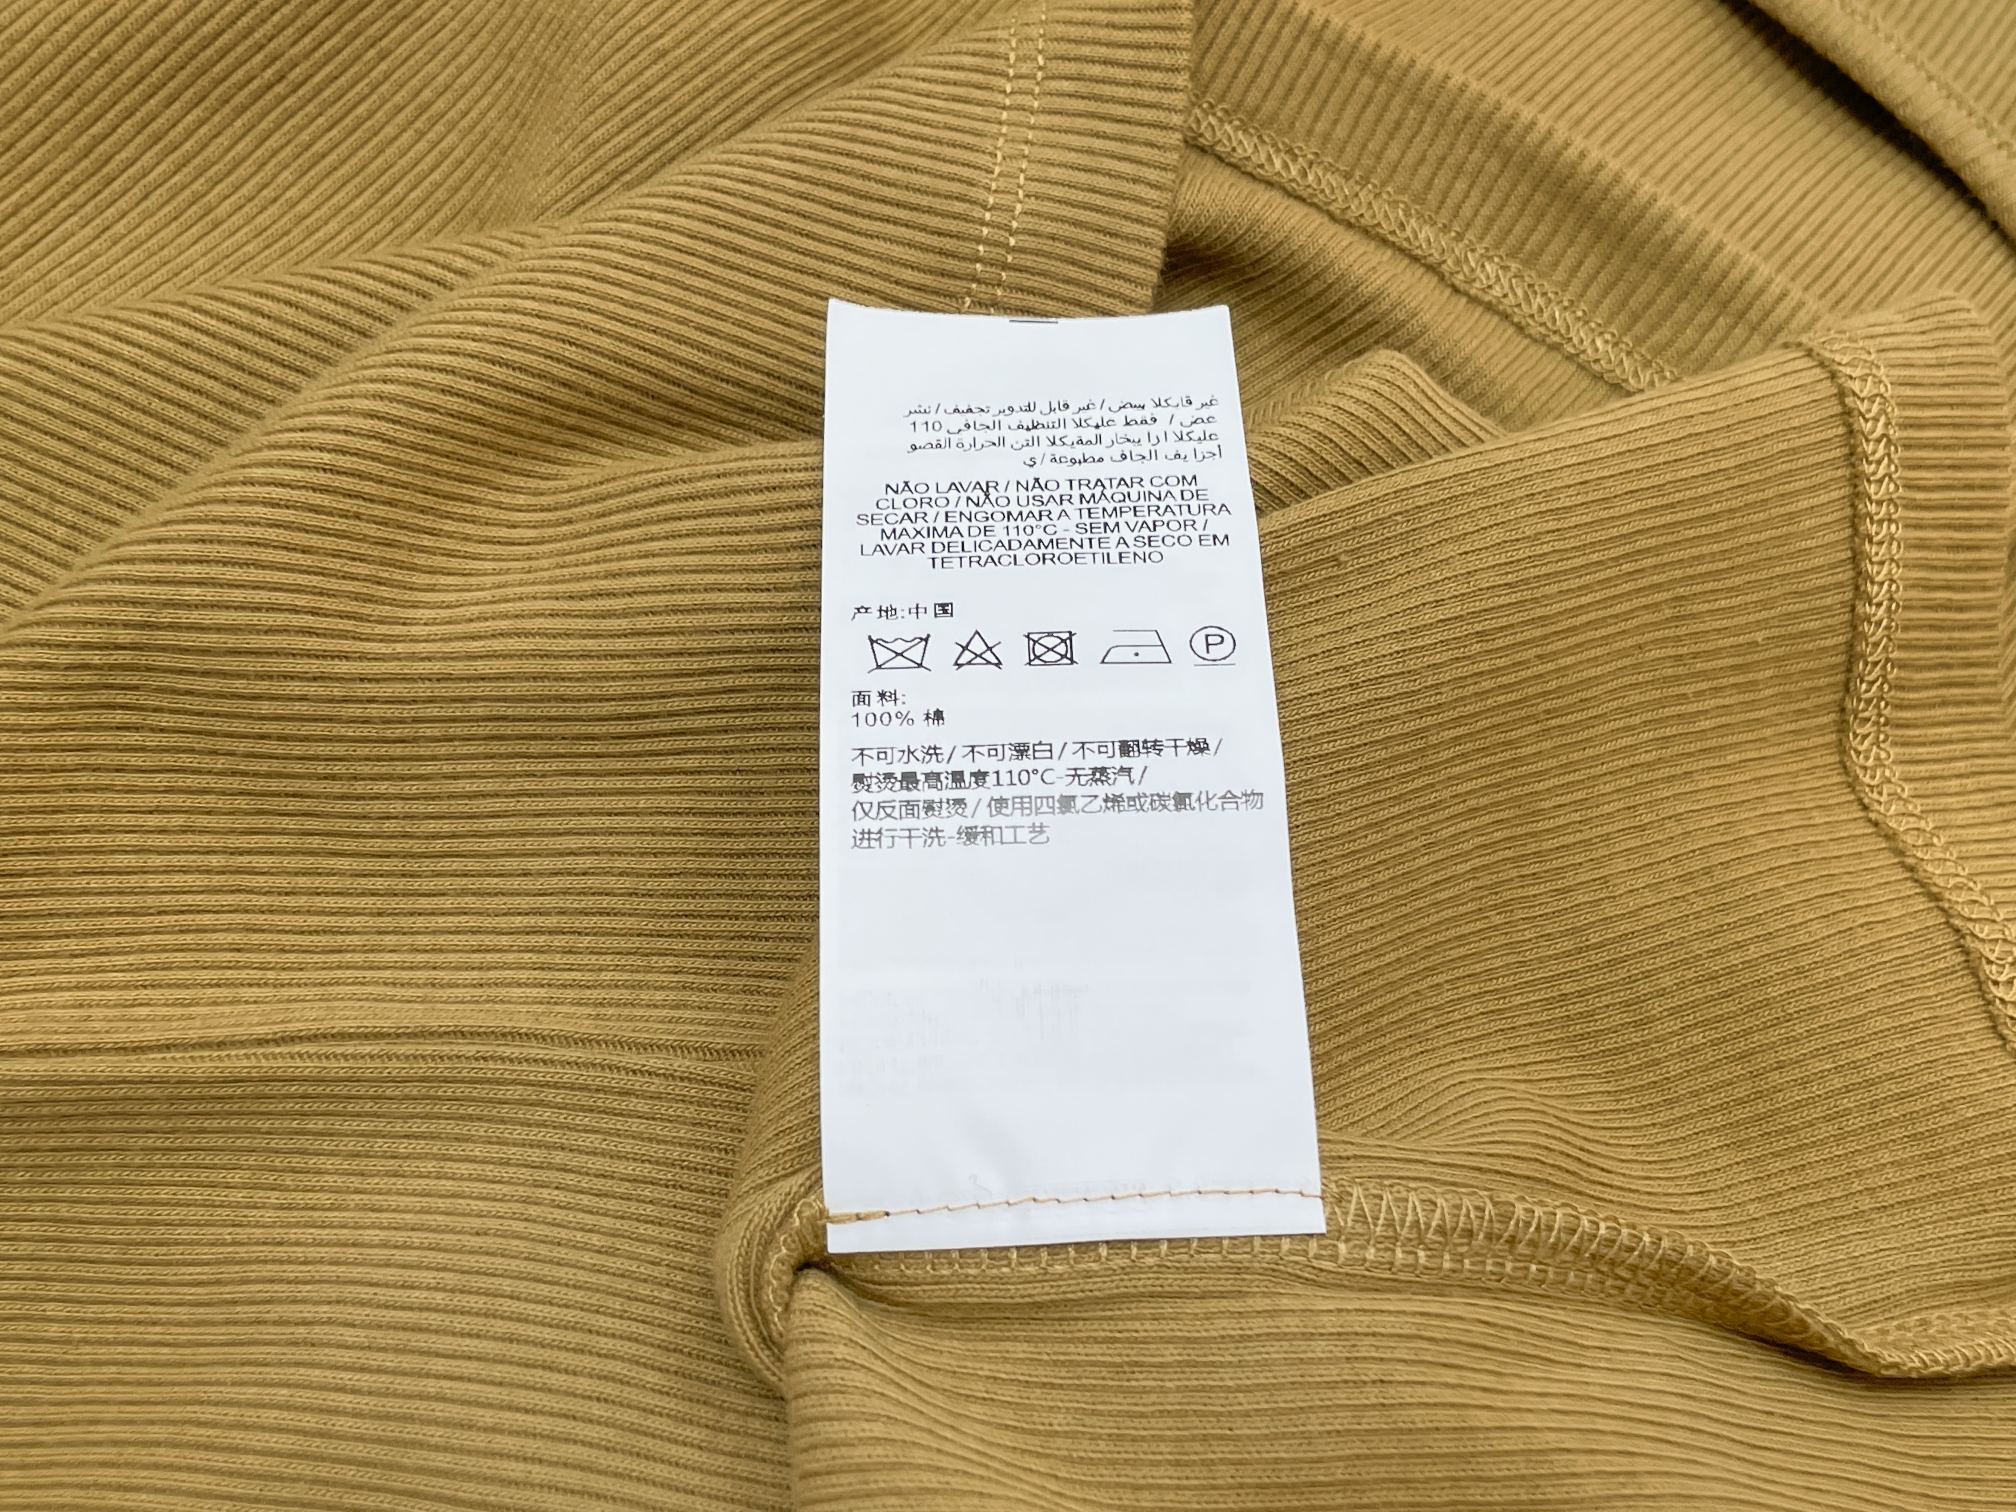 غير قابكلا بييض / غير قابل للتدوير تجفيف / نشر
عض / فقط عليكلا التنظيف الجافي 110
عليكلا ارا يبخار المقيكلا التن الحرارة القصو
أجزا يف الجاف مطبوعة / ي
NÃO LAVAR / NÃO TRATAR COM
CLORO / NÃO USAR MÁQUINA DE
SECAR / ENGOMAR A TEMPERATURA
MAXIMA DE 110°C - SEM VAPOR /
LAVAR DELICADAMENTE A SECO EM
TETRACLOROETILENO
产地:中国
P
面料:
100% 棉
不可水洗 / 不可漂白 / 不可翻转干燥 /
熨烫最高温度110°C-无蒸汽 /
仅反面熨烫 / 使用四氯乙烯或碳氟化合物
进行干洗-缓和工艺